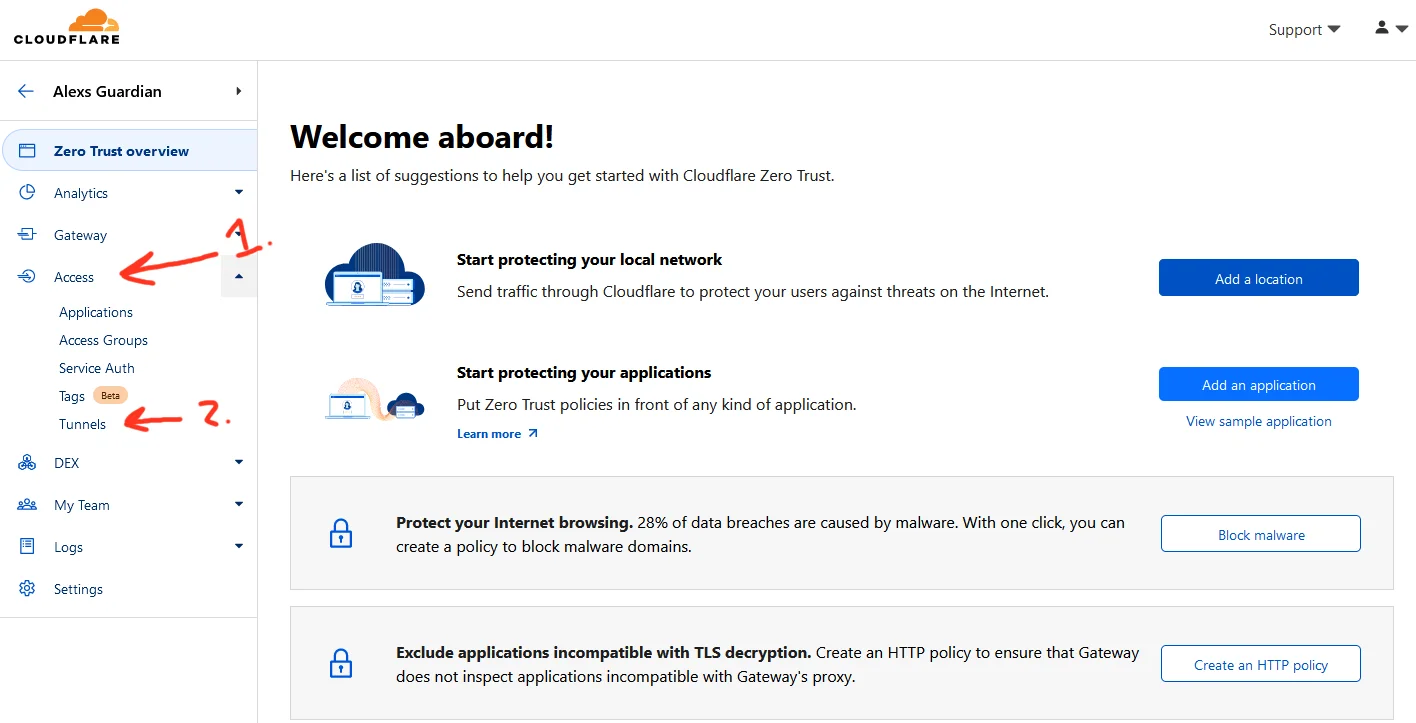 CLOUDFLARE
Support
Alexs Guardian
Zero Trust overview
Analytics
Gateway
1.
Access
Applications
Access Groups
Service Auth
Tags Beta
Tunnels
2.
DEX
My Team
Logs
Settings
Welcome aboard!
Here's a list of suggestions to help you get started with Cloudflare Zero Trust.
Start protecting your local network
Send traffic through Cloudflare to protect your users against threats on the Internet.
Add a location
Start protecting your applications
Put Zero Trust policies in front of any kind of application.
Learn more
Add an application
View sample application
Protect your Internet browsing. 28% of data breaches are caused by malware. With one click, you can
create a policy to block malware domains.
Block malware
Exclude applications incompatible with TLS decryption. Create an HTTP policy to ensure that Gateway
does not inspect applications incompatible with Gateway's proxy.
Create an HTTP policy